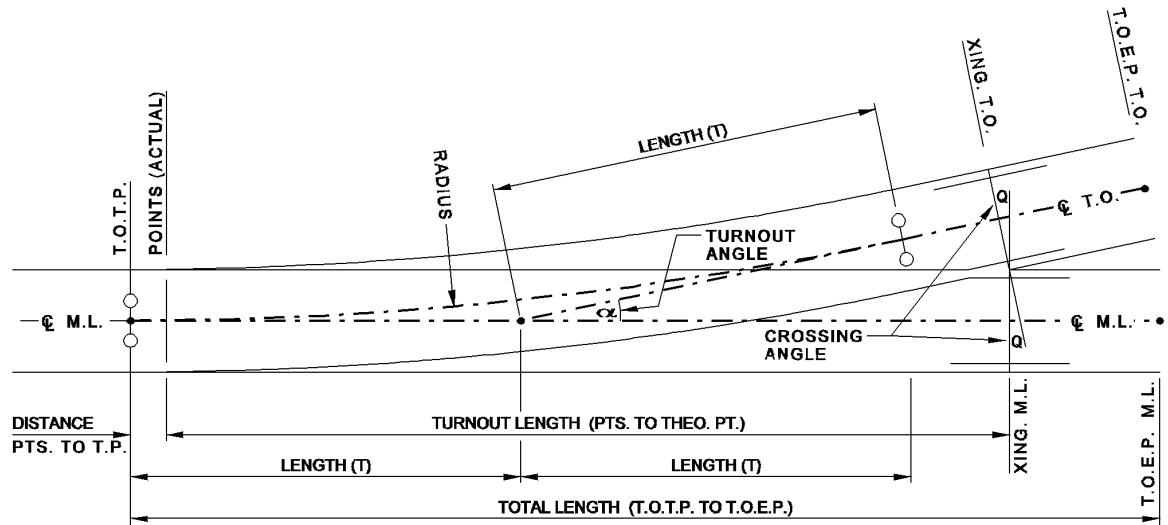 T.O.E.P. T.O.
XING. T.O.
POINTS (ACTUAL)
T.O.T.P.
LENGTH (T)
RADIUS
Q
℄ T.O.
TURNOUT
ANGLE
α
℄ M.L.
℄ M.L.
CROSSING
ANGLE
Q
DISTANCE
PTS. TO T.P.
TURNOUT LENGTH (PTS. TO THEO. PT.)
XING. M.L.
T.O.E.P. M.L.
LENGTH (T)
LENGTH (T)
TOTAL LENGTH (T.O.T.P. TO T.O.E.P.)